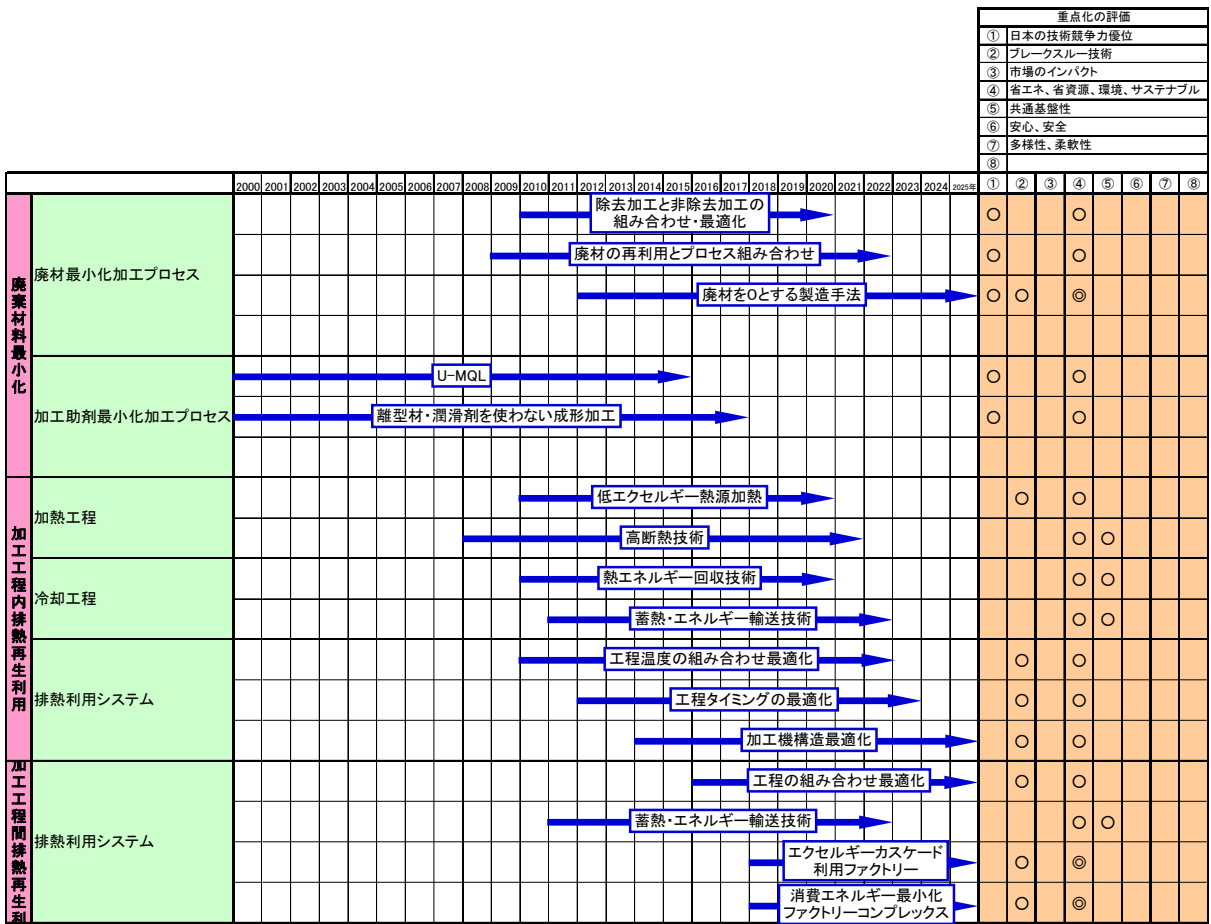 重点化の評価
① 日本の技術競争力優位
② ブレークスルー技術
③ 市場のインパクト
④ 省エネ、省資源、環境、サステナブル
⑤ 共通基盤性
⑥ 安心、安全
⑦ 多様性、柔軟性
⑧
2000 2001 2002 2003 2004 2005 2006 2007 2008 2009 2010 2011 2012 2013 2014 2015 2016 2017 2018 2019 2020 2021 2022 2023 2024 2025年 ① ② ③ ④ ⑤ ⑥ ⑦ ⑧
廃棄材料最小化
廃材最小化加工プロセス
除去加工と非除去加工の
組み合わせ・最適化
○ ○
廃材の再利用とプロセス組み合わせ
○ ○
廃材を0とする製造手法
○ ○ ◎
加工助剤最小化加工プロセス
U-MQL
○ ○
離型材・潤滑剤を使わない成形加工
○ ○
加工工程内排熱再生利用
加熱工程
低エクセルギー熱源加熱
○ ○
高断熱技術
○ ○
冷却工程
熱エネルギー回収技術
○ ○
蓄熱・エネルギー輸送技術
○ ○
排熱利用システム
工程温度の組み合わせ最適化
○ ○
工程タイミングの最適化
○ ○
加工機構造最適化
○ ○
加工工程間排熱再生利
排熱利用システム
工程の組み合わせ最適化
○ ○
蓄熱・エネルギー輸送技術
○ ○
エクセルギーカスケード
利用ファクトリー
○ ◎
消費エネルギー最小化
ファクトリーコンプレックス
○ ◎